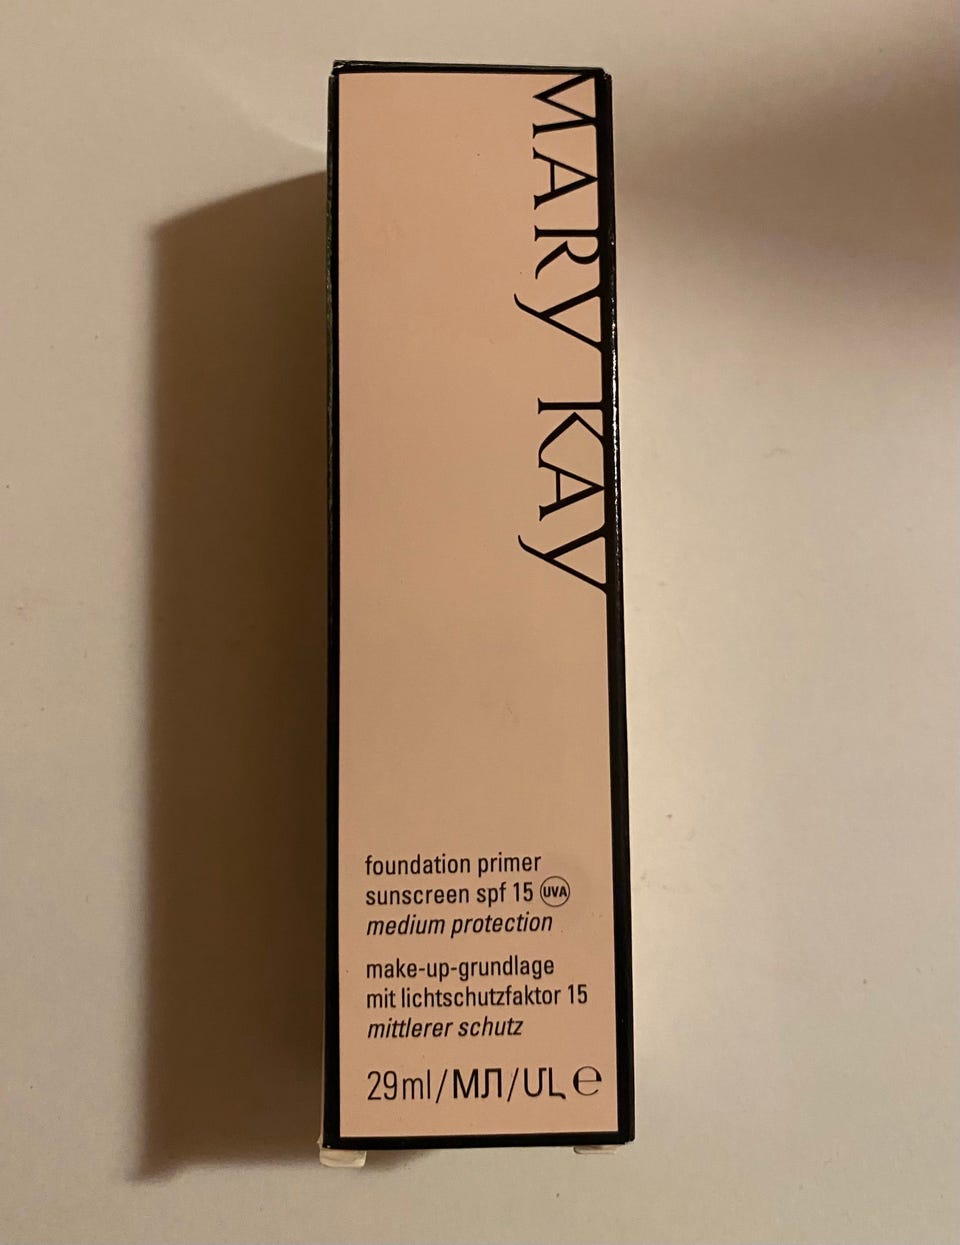 MARY KAY
foundation primer
sunscreen spf 15 UVA
medium protection
make-up-grundlage
mit lichtschutzfaktor 15
mittlerer schutz
29ml/МЛ/ՄԼ ℮